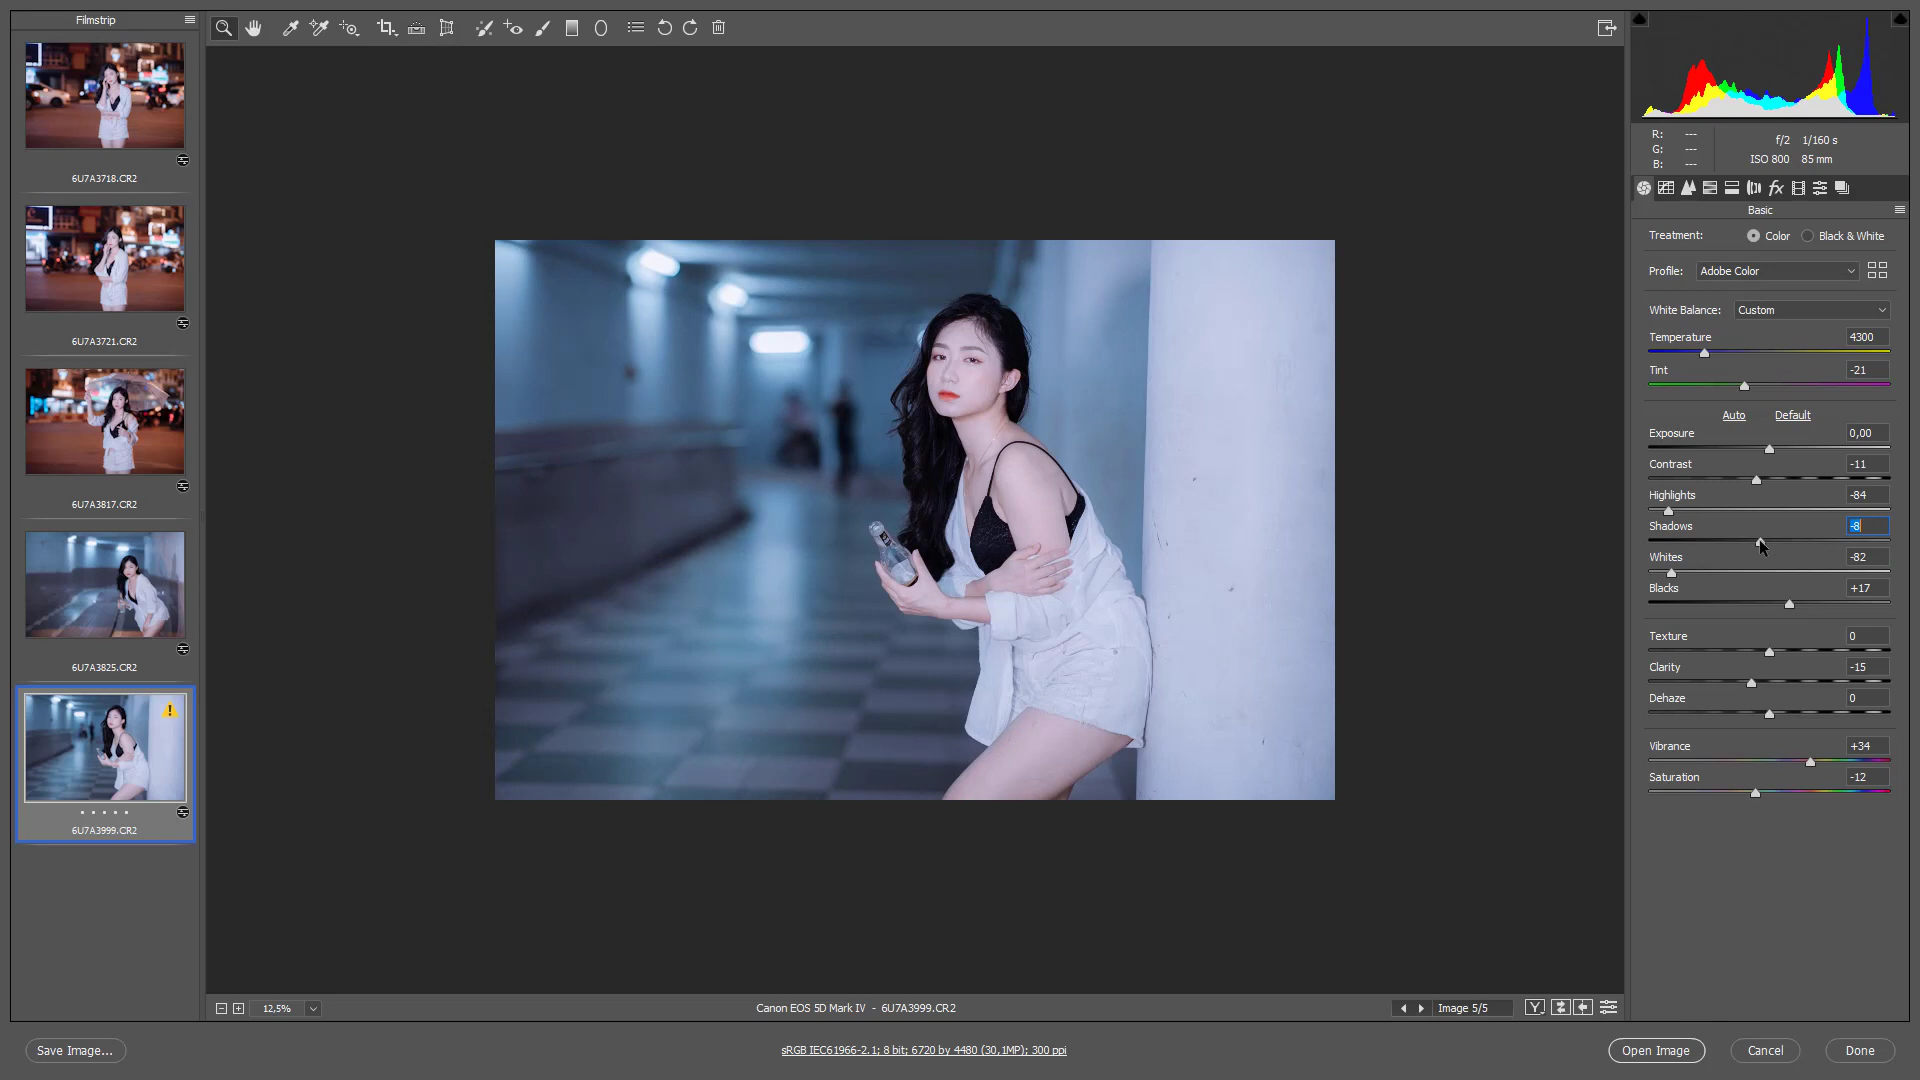 Filmstrip
6U7A3718.CR2
6U7A3721.CR2
6U7A3817.CR2
6U7A3825.CR2
6U7A3999.CR2
12,5%
Canon EOS 5D Mark IV - 6U7A3999.CR2
Image 5/5
Save Image...
sRGB IEC61966-2.1; 8 bit; 6720 by 4480 (30,1MP); 300 ppi
Open Image
Cancel
Done
R: ---
G: ---
B: ---
f/2 1/160 s
ISO 800 85 mm
fx
Basic
Treatment: Color Black & White
Profile: Adobe Color
White Balance: Custom
Temperature 4300
Tint -21
Auto Default
Exposure 0,00
Contrast -11
Highlights -84
Shadows -8
Whites -82
Blacks +17
Texture 0
Clarity -15
Dehaze 0
Vibrance +34
Saturation -12